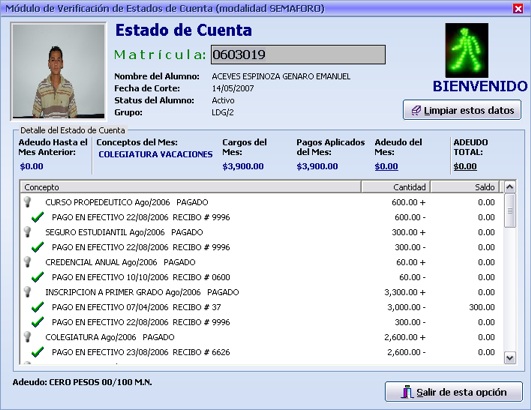 Módulo de Verificación de Estados de Cuenta (modalidad SEMAFORO)
Estado de Cuenta
Matrícula: 0603019
Nombre del Alumno: ACEVES ESPINOZA GENARO EMANUEL
Fecha de Corte: 14/05/2007
Status del Alumno: Activo
Grupo: LDG/2
BIENVENIDO
Limpiar estos datos
Detalle del Estado de Cuenta
Adeudo Hasta el Mes Anterior: $0.00
Conceptos del Mes: COLEGIATURA VACACIONES
Cargos del Mes: $3,900.00
Pagos Aplicados del Mes: $3,900.00
Adeudo del Mes: $0.00
ADEUDO TOTAL: $0.00
Concepto Cantidad Saldo
CURSO PROPEDEUTICO Ago/2006 PAGADO 600.00 + 0.00
PAGO EN EFECTIVO 22/08/2006 RECIBO # 9996 600.00 - 0.00
SEGURO ESTUDIANTIL Ago/2006 PAGADO 300.00 + 0.00
PAGO EN EFECTIVO 22/08/2006 RECIBO # 9996 300.00 - 0.00
CREDENCIAL ANUAL Ago/2006 PAGADO 60.00 + 0.00
PAGO EN EFECTIVO 10/10/2006 RECIBO # 0600 60.00 - 0.00
INSCRIPCION A PRIMER GRADO Ago/2006 PAGADO 3,300.00 + 0.00
PAGO EN EFECTIVO 07/04/2006 RECIBO # 37 3,000.00 - 300.00
PAGO EN EFECTIVO 22/08/2006 RECIBO # 9996 300.00 - 0.00
COLEGIATURA Ago/2006 PAGADO 2,600.00 + 0.00
PAGO EN EFECTIVO 23/08/2006 RECIBO # 6626 2,600.00 - 0.00
Adeudo: CERO PESOS 00/100 M.N.
Salir de esta opción